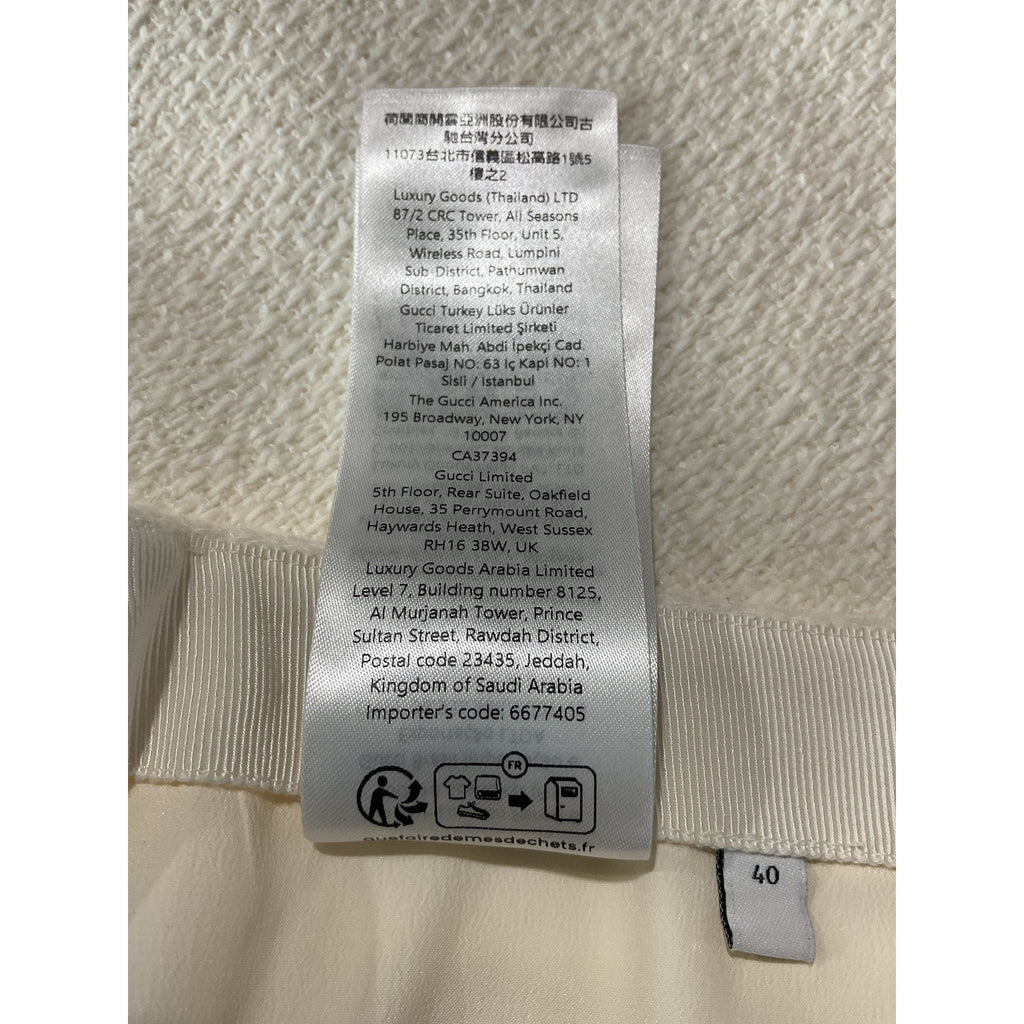 荷蘭商開雲亞洲股份有限公司古
馳台灣分公司
11073台北市信義區松高路1號5
樓之2
Luxury Goods (Thailand) LTD
87/2 CRC Tower, All Seasons
Place, 35th Floor, Unit 5,
Wireless Road, Lumpini
Sub-District, Pathumwan
District, Bangkok, Thailand
Gucci Turkey Lüks Ürünler
Ticaret Limited Şirketi
Harbiye Mah. Abdi İpekçi Cad.
Polat Pasaj NO: 63 Iç Kapi NO: 1
Sisli / Istanbul
The Gucci America Inc.
195 Broadway, New York, NY
10007
CA37394
Gucci Limited
5th Floor, Rear Suite, Oakfield
House, 35 Perrymount Road,
Haywards Heath, West Sussex
RH16 3BW, UK
Luxury Goods Arabia Limited
Level 7, Building number 8125,
Al Murjanah Tower, Prince
Sultan Street, Rawdah District,
Postal code 23435, Jeddah,
Kingdom of Saudi Arabia
Importer's code: 6677405
FR
quefairedemesdechets.fr
40